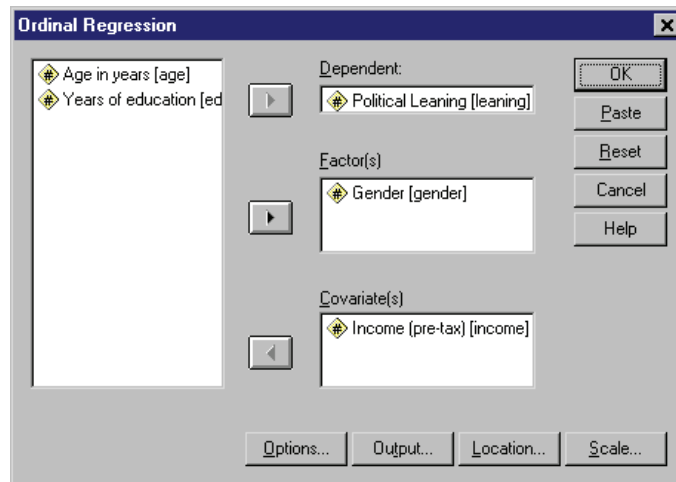 Ordinal Regression
Age in years [age]
Years of education [ed
Dependent:
Political Leaning [leaning]
Factor(s)
Gender [gender]
Covariate(s)
Income (pre-tax) [income]
OK
Paste
Reset
Cancel
Help
Options...
Output...
Location...
Scale...